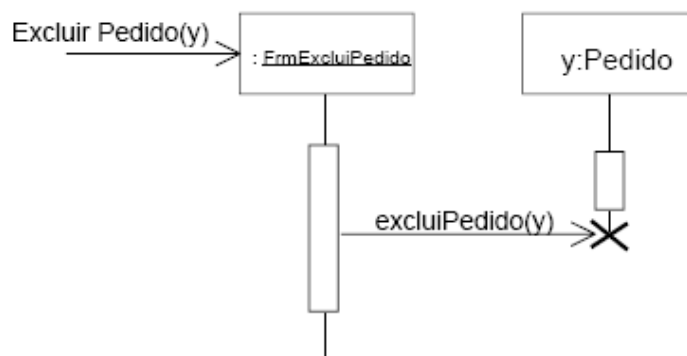 Excluir Pedido(y)
: FrmExcluiPedido
y:Pedido
excluiPedido(y)